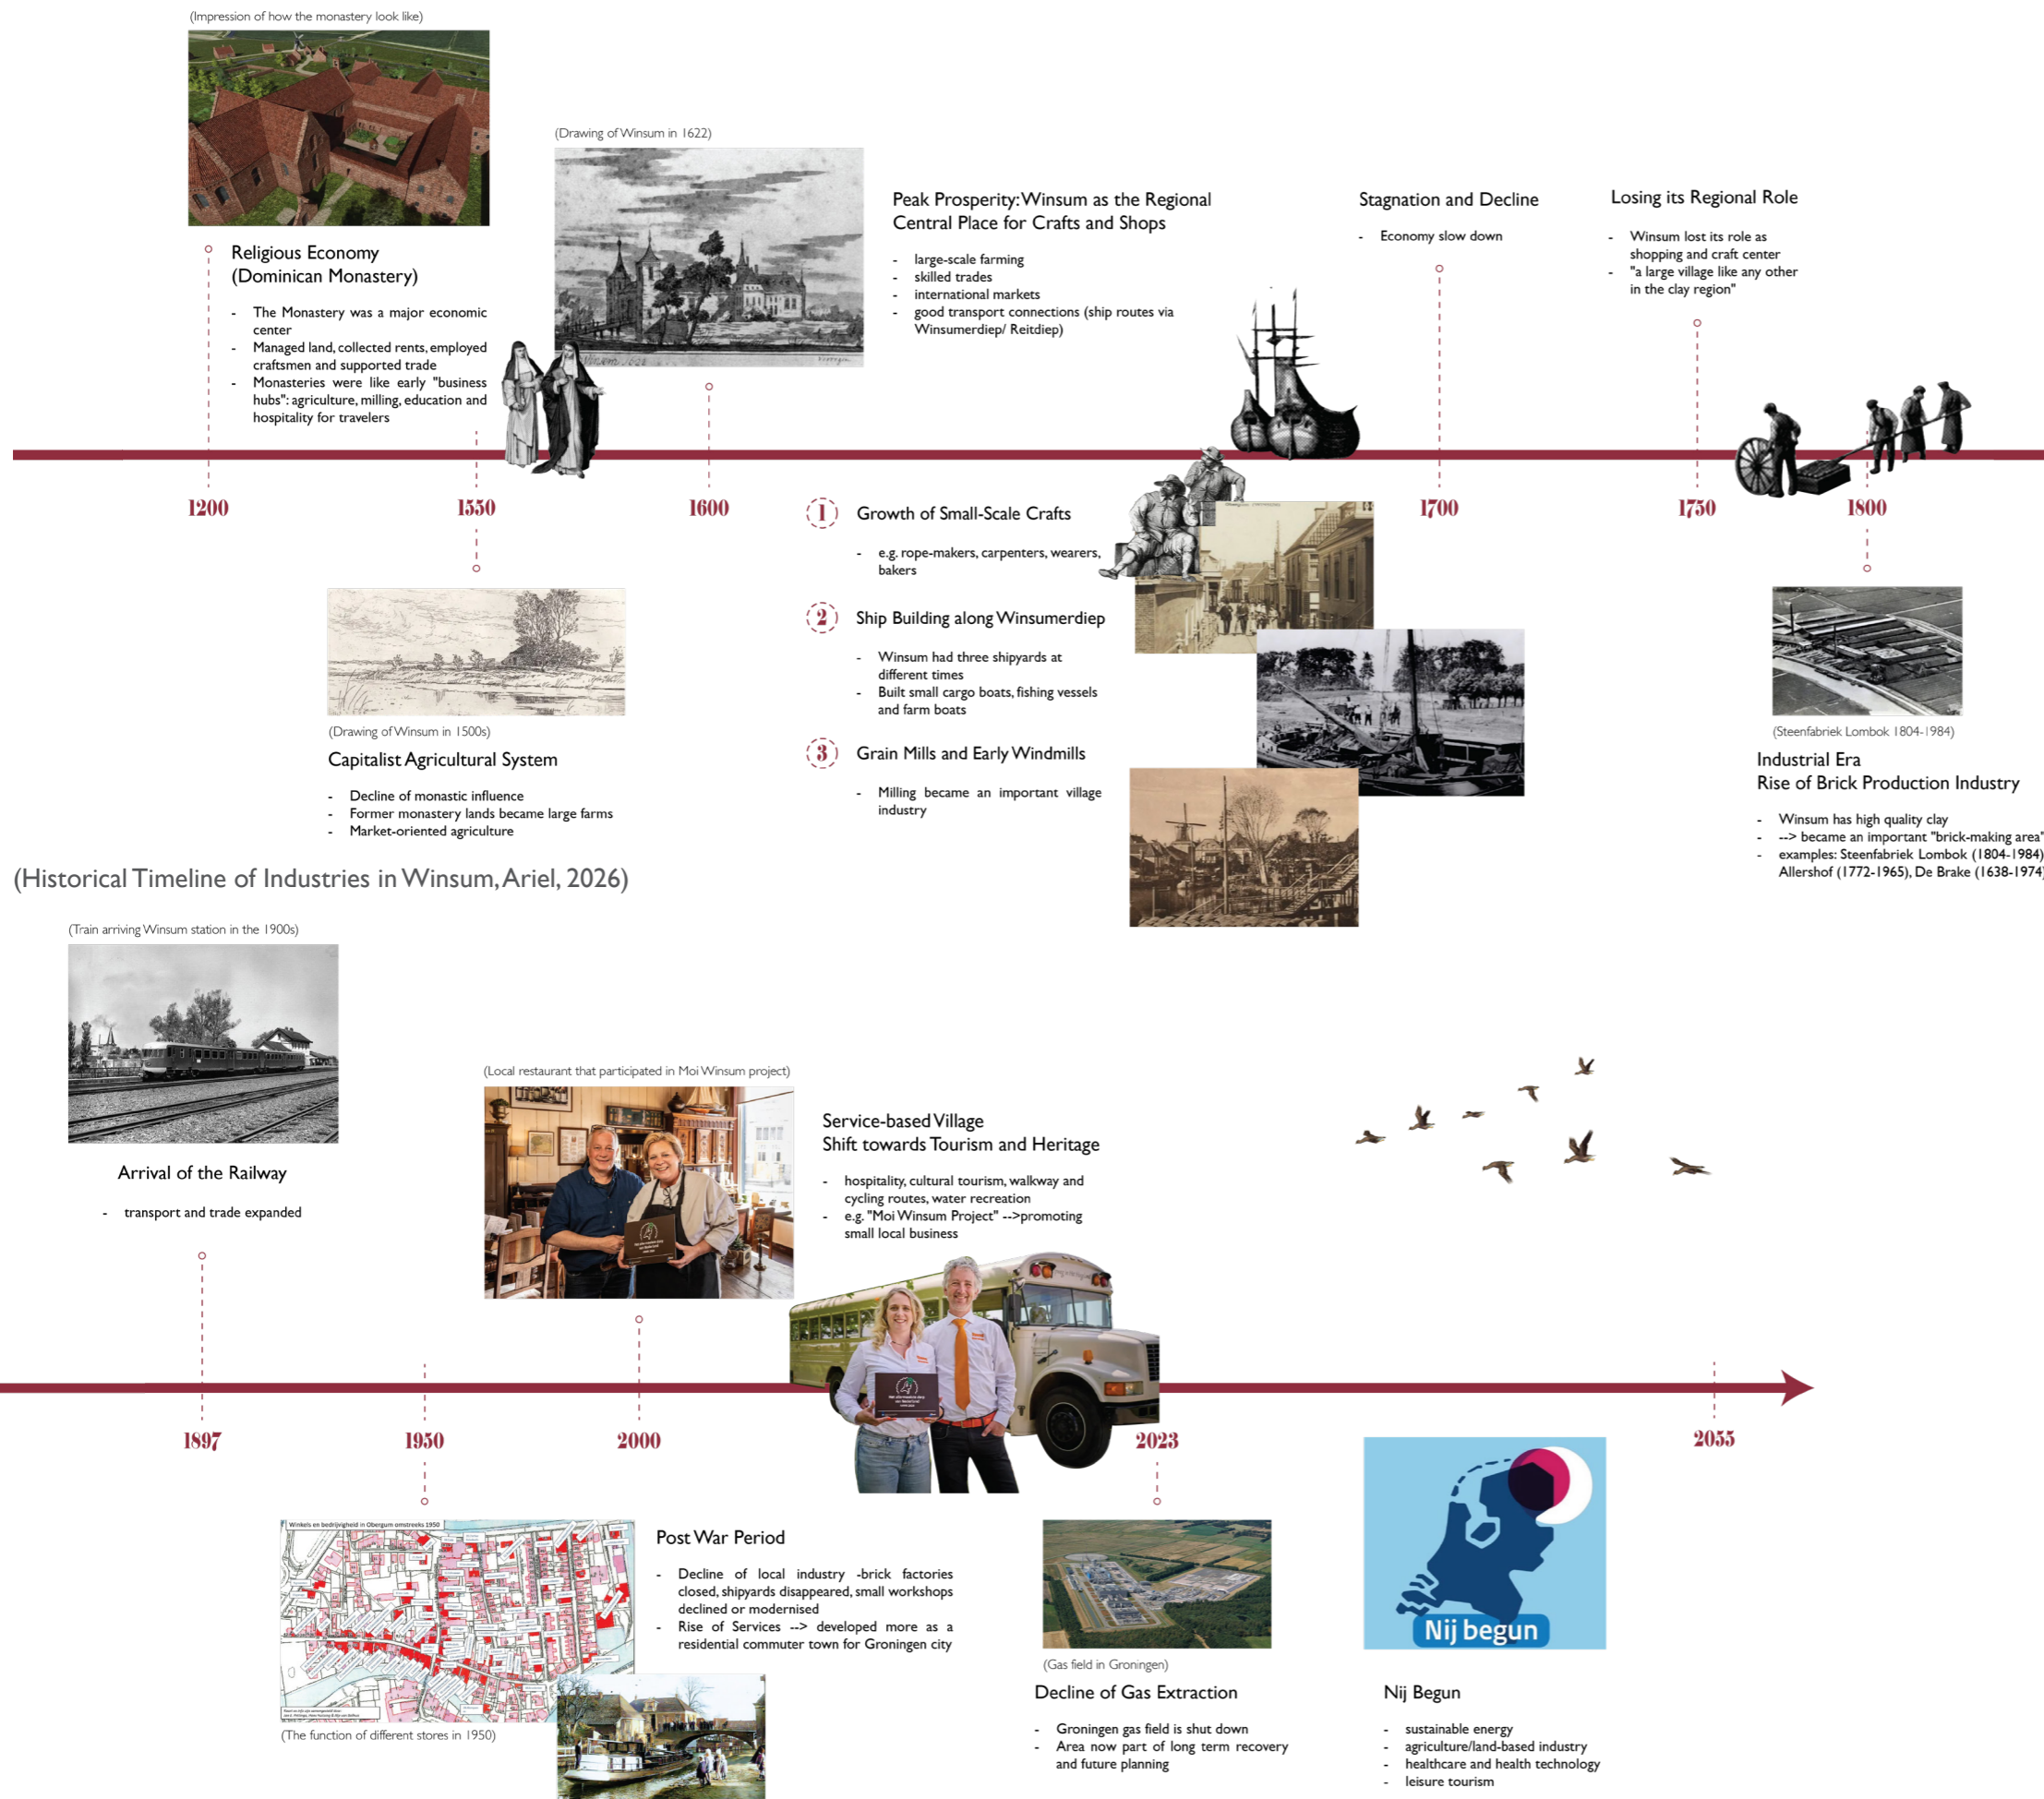 (Impression of how the monastery look like)
Religious Economy
(Dominican Monastery)
- The Monastery was a major economic
center
- Managed land, collected rents, employed
craftsmen and supported trade
- Monasteries were like early "business
hubs": agriculture, milling, education and
hospitality for travelers
(Drawing of Winsum in 1622)
Peak Prosperity: Winsum as the Regional
Central Place for Crafts and Shops
- large-scale farming
- skilled trades
- international markets
- good transport connections (ship routes via
Winsumerdiep/ Reitdiep)
Stagnation and Decline
- Economy slow down
Losing its Regional Role
- Winsum lost its role as
shopping and craft center
- "a large village like any other
in the clay region"
1200
1550
1600
1700
1750
1800
(Drawing of Winsum in 1500s)
Capitalist Agricultural System
- Decline of monastic influence
- Former monastery lands became large farms
- Market-oriented agriculture
1 Growth of Small-Scale Crafts
- e.g. rope-makers, carpenters, wearers,
bakers
2 Ship Building along Winsumerdiep
- Winsum had three shipyards at
different times
- Built small cargo boats, fishing vessels
and farm boats
3 Grain Mills and Early Windmills
- Milling became an important village
industry
(Steenfabriek Lombok 1804-1984)
Industrial Era
Rise of Brick Production Industry
- Winsum has high quality clay
- --> became an important "brick-making area"
- examples: Steenfabriek Lombok (1804-1984)
Allershof (1772-1965), De Brake (1638-1974)
(Historical Timeline of Industries in Winsum, Ariel, 2026)
(Train arriving Winsum station in the 1900s)
Arrival of the Railway
- transport and trade expanded
(Local restaurant that participated in Moi Winsum project)
Service-based Village
Shift towards Tourism and Heritage
- hospitality, cultural tourism, walkway and
cycling routes, water recreation
- e.g. "Moi Winsum Project" -->promoting
small local business
1897
1950
2000
2023
2055
Winkels en bedrijvigheid in Obergum omstreeks 1950
(The function of different stores in 1950)
Post War Period
- Decline of local industry -brick factories
closed, shipyards disappeared, small workshops
declined or modernised
- Rise of Services --> developed more as a
residential commuter town for Groningen city
(Gas field in Groningen)
Decline of Gas Extraction
- Groningen gas field is shut down
- Area now part of long term recovery
and future planning
Nij begun
Nij Begun
- sustainable energy
- agriculture/land-based industry
- healthcare and health technology
- leisure tourism